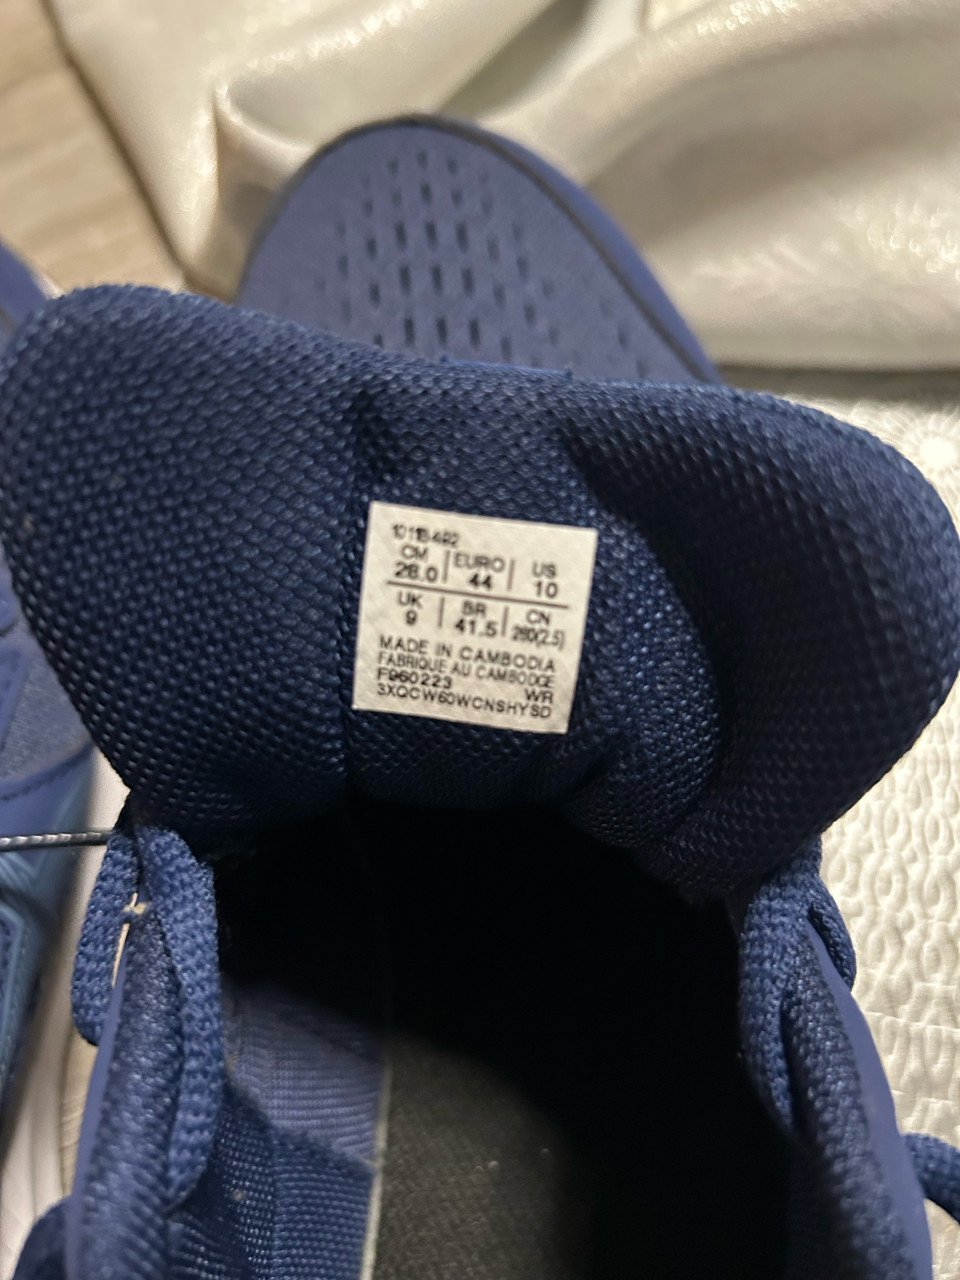 CM EURO US
28.0 44 10
UK BR CN
9 41.5 280(2.5)
MADE IN CAMBODIA
FABRIQUE AU CAMBODGE
F960223 WR
3XQCW60WCNSHYSD